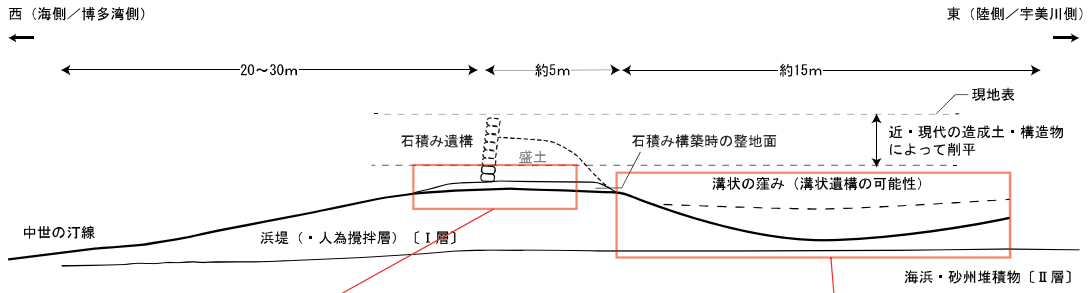 西（海側／博多湾側）
東（陸側／宇美川側）
20～30m
約5m
約15m
現地表
石積み遺構
石積み構築時の整地面
近・現代の造成土・構造物
によって削平
盛土
溝状の窪み（溝状遺構の可能性）
中世の汀線
浜堤（・人為攪拌層）〔Ⅰ層〕
海浜・砂州堆積物〔Ⅱ層〕